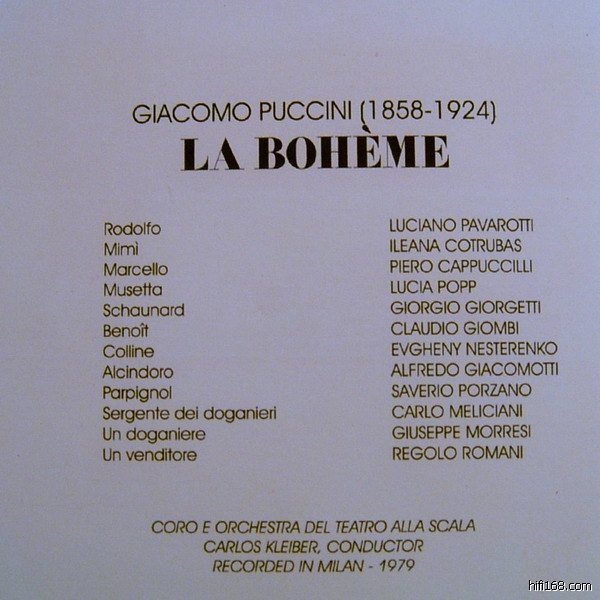 GIACOMO PUCCINI (1858-1924)
LA BOHÈME
Rodolfo LUCIANO PAVAROTTI
Mimì ILEANA COTRUBAS
Marcello PIERO CAPPUCCILLI
Musetta LUCIA POPP
Schaunard GIORGIO GIORGETTI
Benoît CLAUDIO GIOMBI
Colline EVGHENY NESTERENKO
Alcindoro ALFREDO GIACOMOTTI
Parpignol SAVERIO PORZANO
Sergente dei doganieri CARLO MELICIANI
Un doganiere GIUSEPPE MORRESI
Un venditore REGOLO ROMANI
CORO E ORCHESTRA DEL TEATRO ALLA SCALA
CARLOS KLEIBER, CONDUCTOR
RECORDED IN MILAN - 1979
hifi168.com